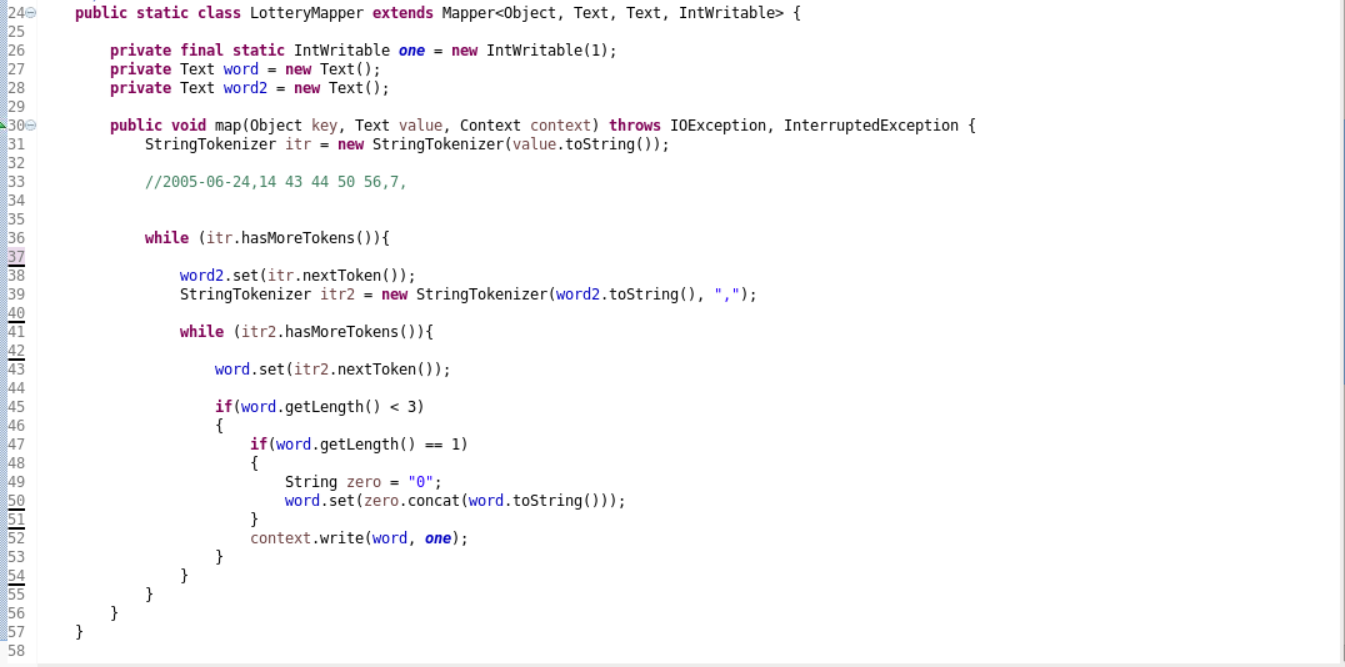 24 public static class LotteryMapper extends Mapper<Object, Text, Text, IntWritable> {
25
26 private final static IntWritable one = new IntWritable(1);
27 private Text word = new Text();
28 private Text word2 = new Text();
29
30 public void map(Object key, Text value, Context context) throws IOException, InterruptedException {
31 StringTokenizer itr = new StringTokenizer(value.toString());
32
33 //2005-06-24,14 43 44 50 56,7,
34
35
36 while (itr.hasMoreTokens()){
37
38 word2.set(itr.nextToken());
39 StringTokenizer itr2 = new StringTokenizer(word2.toString(), ",");
40
41 while (itr2.hasMoreTokens()){
42
43 word.set(itr2.nextToken());
44
45 if(word.getLength() < 3)
46 {
47 if(word.getLength() == 1)
48 {
49 String zero = "0";
50 word.set(zero.concat(word.toString()));
51 }
52 context.write(word, one);
53 }
54 }
55 }
56 }
57 }
58